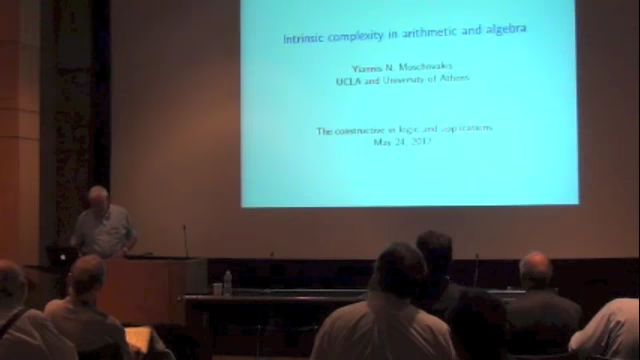 Intrinsic complexity in arithmetic and algebra
Yiannis N. Moschovakis
UCLA and University of Athens
The constructive in logic and applications
May 24, 2012